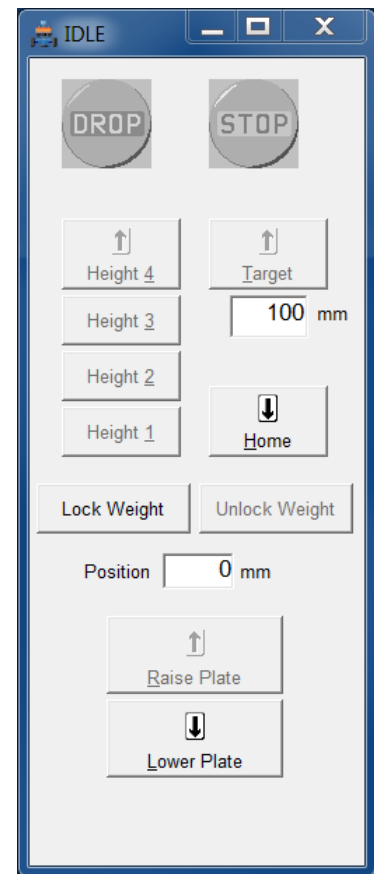 IDLE
DROP STOP
Height 4 Target
Height 3 100 mm
Height 2
Height 1 Home
Lock Weight Unlock Weight
Position 0 mm
Raise Plate
Lower Plate